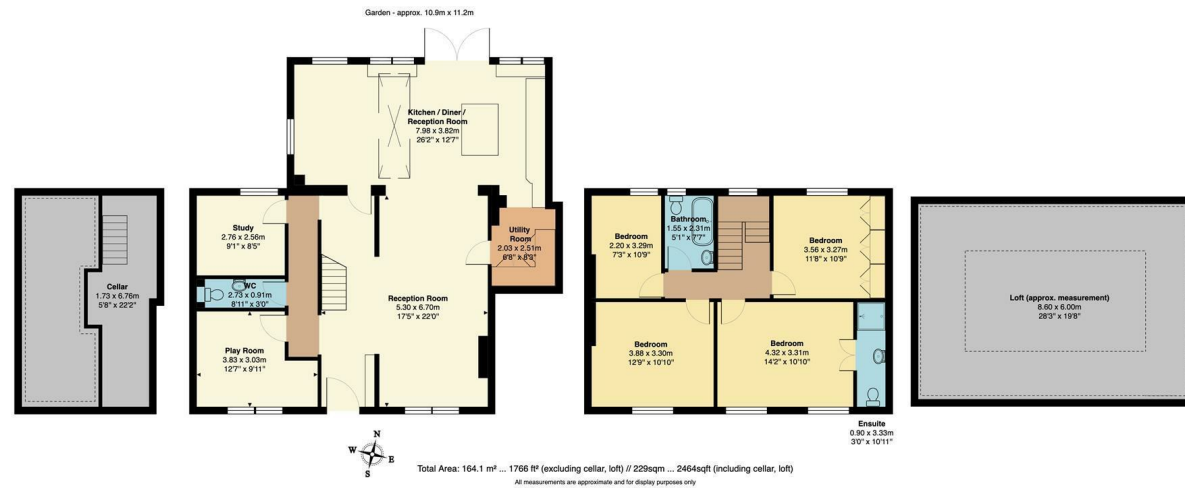 Garden - approx. 10.9m x 11.2m
Kitchen / Diner /
Reception Room
7.98 x 3.82m
26'2" x 12'7"
Study
2.76 x 2.56m
9'1" x 8'5"
Utility
Room
2.03 x 2.51m
6'8" x 8'3"
WC
2.73 x 0.91m
8'11" x 3'0"
Cellar
1.73 x 6.76m
5'8" x 22'2"
Reception Room
5.30 x 6.70m
17'5" x 22'0"
Play Room
3.83 x 3.03m
12'7" x 9'11"
Bedroom
2.20 x 3.29m
7'3" x 10'9"
Bathroom
1.55 x 2.31m
5'1" x 7'7"
Bedroom
3.56 x 3.27m
11'8" x 10'9"
Bedroom
3.88 x 3.30m
12'9" x 10'10"
Bedroom
4.32 x 3.31m
14'2" x 10'10"
Ensuite
0.90 x 3.33m
3'0" x 10'11"
Loft (approx. measurement)
8.60 x 6.00m
28'3" x 19'8"
N
W
E
S
Total Area: 164.1 m² ... 1766 ft² (excluding cellar, loft) // 229sqm ... 2464sqft (including cellar, loft)
All measurements are approximate and for display purposes only